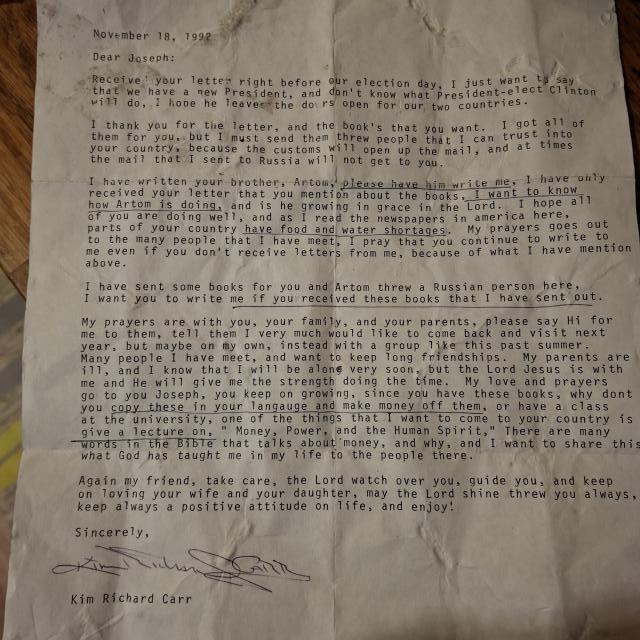 November 18, 1992
Dear Joseph:
Receive your letter right before our election day, I just want to say
that we have a new President, and don't know what President-elect Clinton
will do, I hope he leaves the doors open for our two countries.
I thank you for the letter, and the book's that you want. I got all of
them for you, but I must send them threw people that I can trust into
your country, because the customs will open up the mail, and at times
the mail that I sent to Russia will not get to you.
I have written your brother, Artom, please have him write me, I have only
received your letter that you mention about the books, I want to know
how Artom is doing, and is he growing in grace in the Lord. I hope all
of you are doing well, and as I read the newspapers in america here,
parts of your country have food and water shortages. My prayers goes out
to the many people that I have meet, I pray that you continue to write to
me even if you don't receive letters from me, because of what I have mention
above.
I have sent some books for you and Artom threw a Russian person here,
I want you to write me if you received these books that I have sent out.
My prayers are with you, your family, and your parents, please say Hi for
me to them, tell them I very much would like to come back and visit next
year, but maybe on my own, instead with a group like this past summer.
Many people I have meet, and want to keep long friendships. My parents are
ill, and I know that I will be alone very soon, but the Lord Jesus is with
me and He will give me the strength doing the time. My love and prayers
go to you Joseph, you keep on growing, since you have these books, why dont
you copy these in your langauge and make money off them, or have a class
at the university, one of the things that I want to come to your country is
give a lecture on, " Money, Power, and the Human Spirit," There are many
words in the Bible that talks about money, and why, and I want to share this
what God has taught me in my life to the people there.
Again my friend, take care, the Lord watch over you, guide you, and keep
on loving your wife and your daughter, may the Lord shine threw you always,
keep always a positive attitude on life, and enjoy!
Sincerely,
Kim Richard Carr
Kim Richard Carr